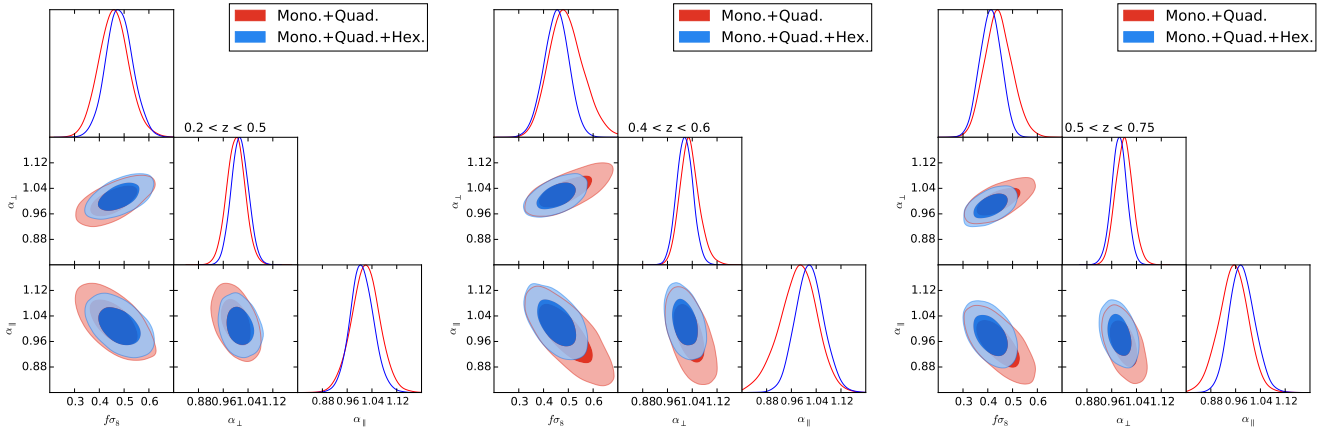 Mono.+Quad.
Mono.+Quad.+Hex.
0.2 < z < 0.5
1.12
1.04
0.96
0.88
α⊥
1.12
1.04
0.96
0.88
α∥
0.3 0.4 0.5 0.6
0.88 0.96 1.04 1.12
0.88 0.96 1.04 1.12
fσ₈
α⊥
α∥
Mono.+Quad.
Mono.+Quad.+Hex.
0.4 < z < 0.6
1.12
1.04
0.96
0.88
α⊥
1.12
1.04
0.96
0.88
α∥
0.3 0.4 0.5 0.6
0.88 0.96 1.04 1.12
0.88 0.96 1.04 1.12
fσ₈
α⊥
α∥
Mono.+Quad.
Mono.+Quad.+Hex.
0.5 < z < 0.75
1.12
1.04
0.96
0.88
α⊥
1.12
1.04
0.96
0.88
α∥
0.3 0.4 0.5 0.6
0.88 0.96 1.04 1.12
0.88 0.96 1.04 1.12
fσ₈
α⊥
α∥